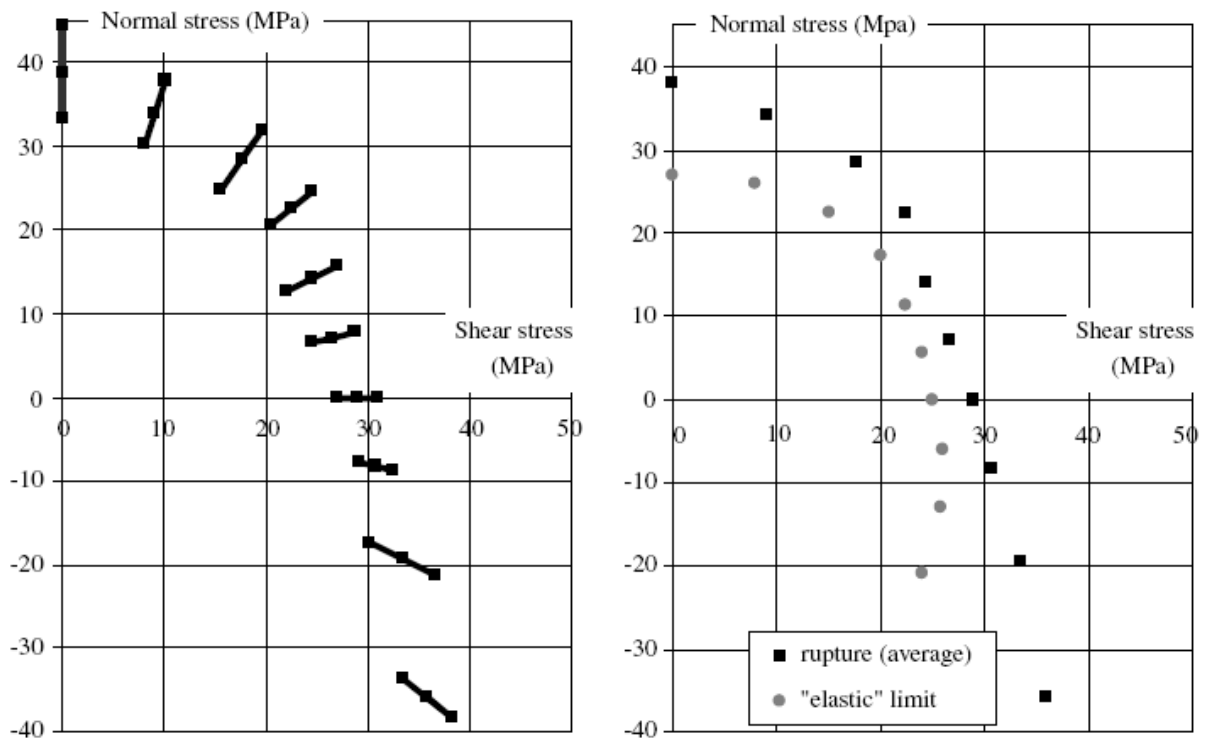 Normal stress (MPa)
40
30
20
10
Shear stress
(MPa)
0
0 10 20 30 40 50
-10
-20
-30
-40
Normal stress (Mpa)
40
30
20
10
Shear stress
(MPa)
0
0 10 20 30 40 50
-10
-20
-30
rupture (average)
"elastic" limit
-40